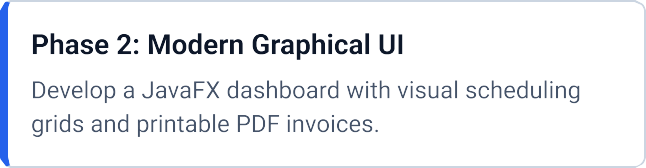 Phase 2: Modern Graphical UI
Develop a JavaFX dashboard with visual scheduling
grids and printable PDF invoices.